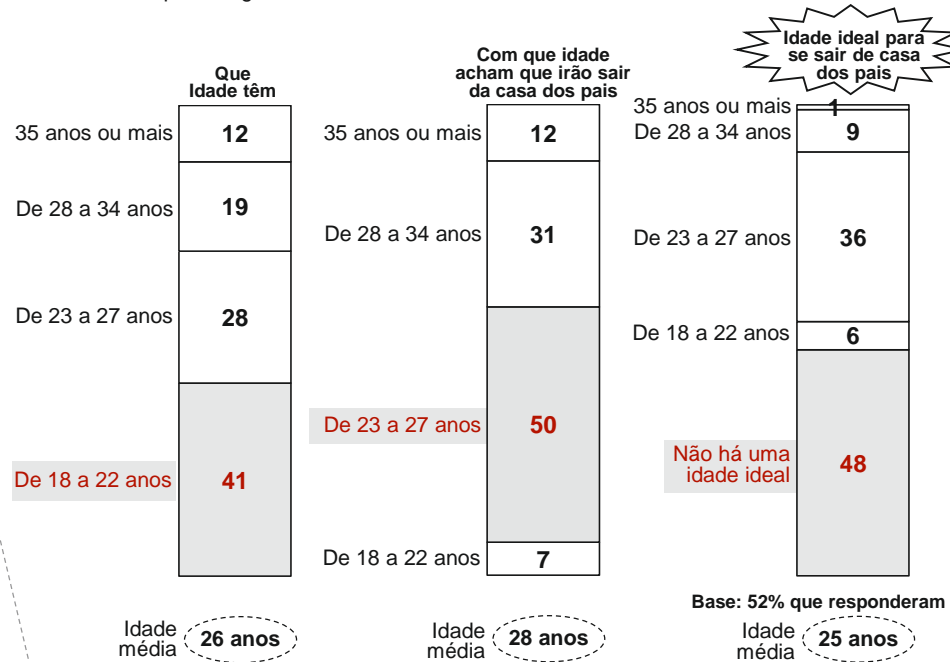 Que
Idade têm
35 anos ou mais 12
De 28 a 34 anos 19
De 23 a 27 anos 28
De 18 a 22 anos 41
Idade
média 26 anos
Com que idade
acham que irão sair
da casa dos pais
35 anos ou mais 12
De 28 a 34 anos 31
De 23 a 27 anos 50
De 18 a 22 anos 7
Idade
média 28 anos
Idade ideal para
se sair de casa
dos pais
35 anos ou mais 1
De 28 a 34 anos 9
De 23 a 27 anos 36
De 18 a 22 anos 6
Não há uma
idade ideal 48
Base: 52% que responderam
Idade
média 25 anos